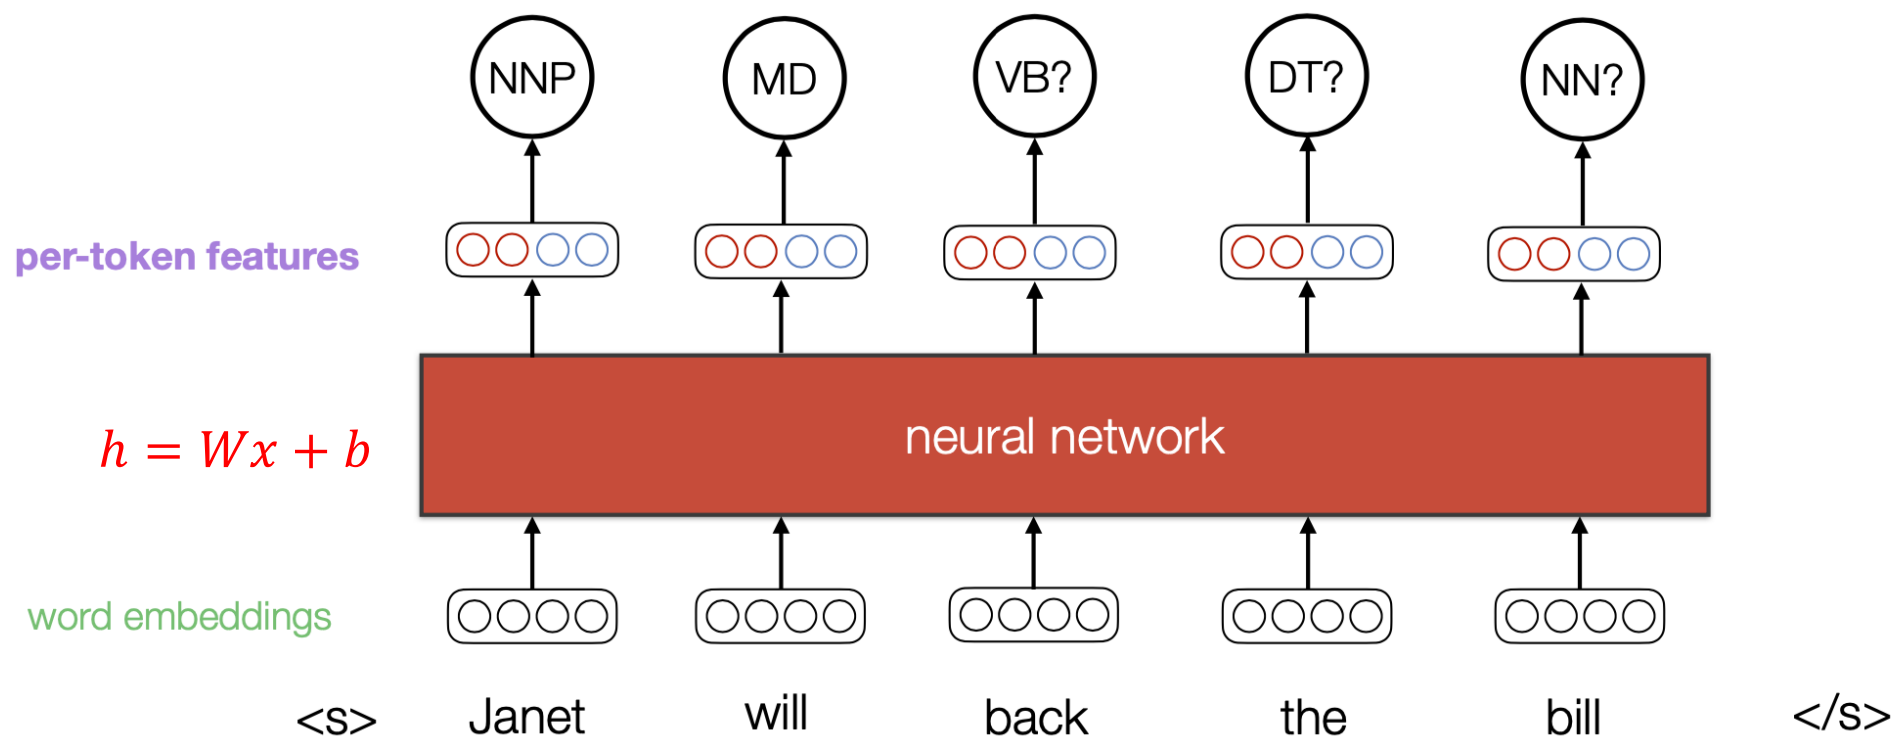 NNP MD VB? DT? NN?
per-token features
h = Wx + b
neural network
word embeddings
<s> Janet will back the bill </s>